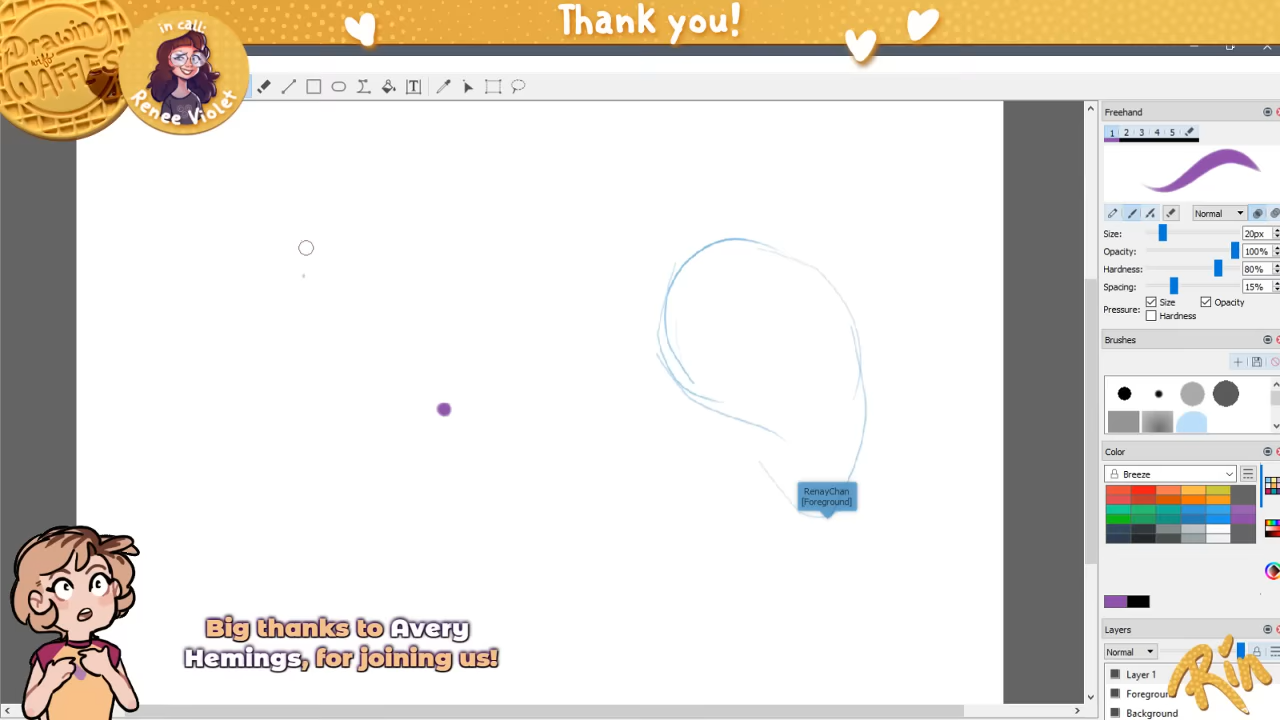 Thank you!
Drawing
with
WAFFLES
in call:
Renee Violet
T
Freehand
1 2 3 4 5
Normal
Size: 20px
Opacity: 100%
Hardness: 80%
Spacing: 15%
Pressure: Size Opacity
Hardness
Brushes
Color
Breeze
Layers
Normal
Layer 1
Foregroun
Background
RenayChan
[Foreground]
Big thanks to Avery
Hemings, for joining us!
Rin